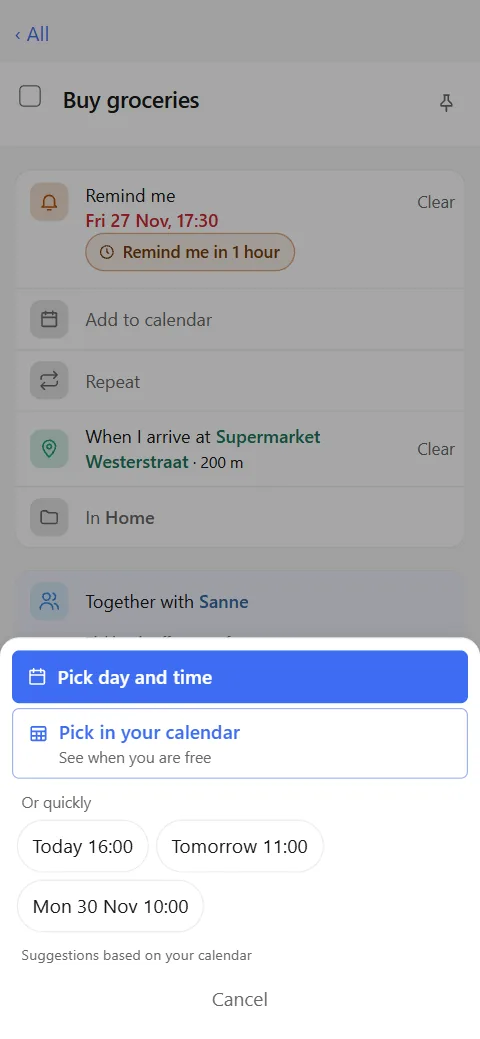 ‹ All
Buy groceries
Remind me
Clear
Fri 27 Nov, 17:30
Remind me in 1 hour
Add to calendar
Repeat
When I arrive at Supermarket
Westerstraat · 200 m
Clear
In Home
Together with Sanne
Pick day and time
Pick in your calendar
See when you are free
Or quickly
Today 16:00
Tomorrow 11:00
Mon 30 Nov 10:00
Suggestions based on your calendar
Cancel